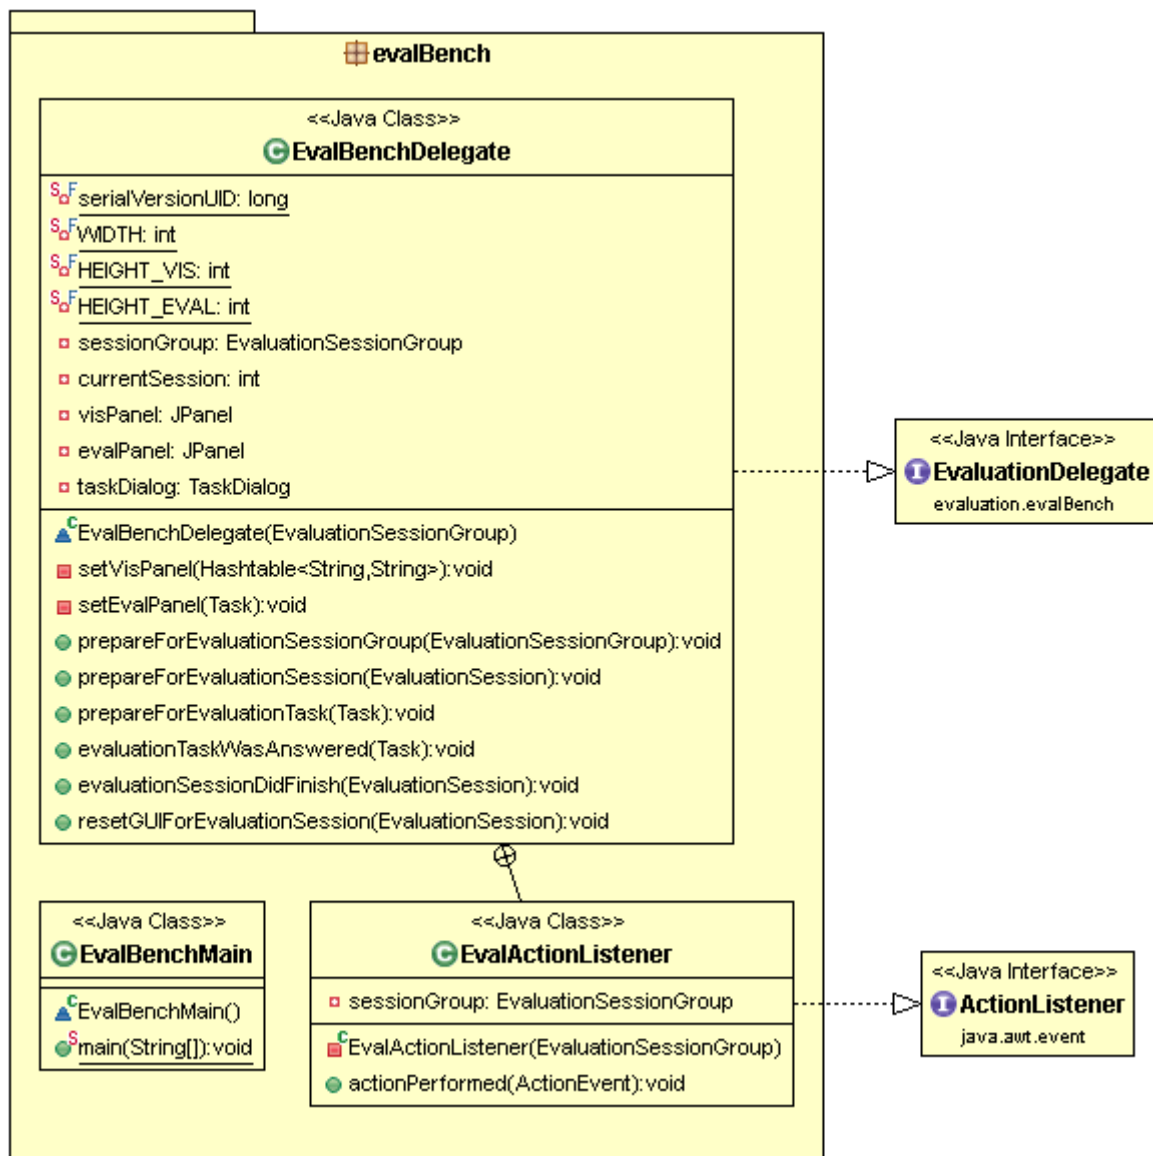 evalBench
<<Java Class>>
EvalBenchDelegate
serialVersionUID: long
WIDTH: int
HEIGHT_VIS: int
HEIGHT_EVAL: int
sessionGroup: EvaluationSessionGroup
currentSession: int
visPanel: JPanel
evalPanel: JPanel
taskDialog: TaskDialog
EvalBenchDelegate(EvaluationSessionGroup)
setVisPanel(Hashtable<String,String>):void
setEvalPanel(Task):void
prepareForEvaluationSessionGroup(EvaluationSessionGroup):void
prepareForEvaluationSession(EvaluationSession):void
prepareForEvaluationTask(Task):void
evaluationTaskWasAnswered(Task):void
evaluationSessionDidFinish(EvaluationSession):void
resetGUIForEvaluationSession(EvaluationSession):void
<<Java Interface>>
EvaluationDelegate
evaluation.evalBench
<<Java Class>>
EvalBenchMain
EvalBenchMain()
main(String[]):void
<<Java Class>>
EvalActionListener
sessionGroup: EvaluationSessionGroup
EvalActionListener(EvaluationSessionGroup)
actionPerformed(ActionEvent):void
<<Java Interface>>
ActionListener
java.awt.event